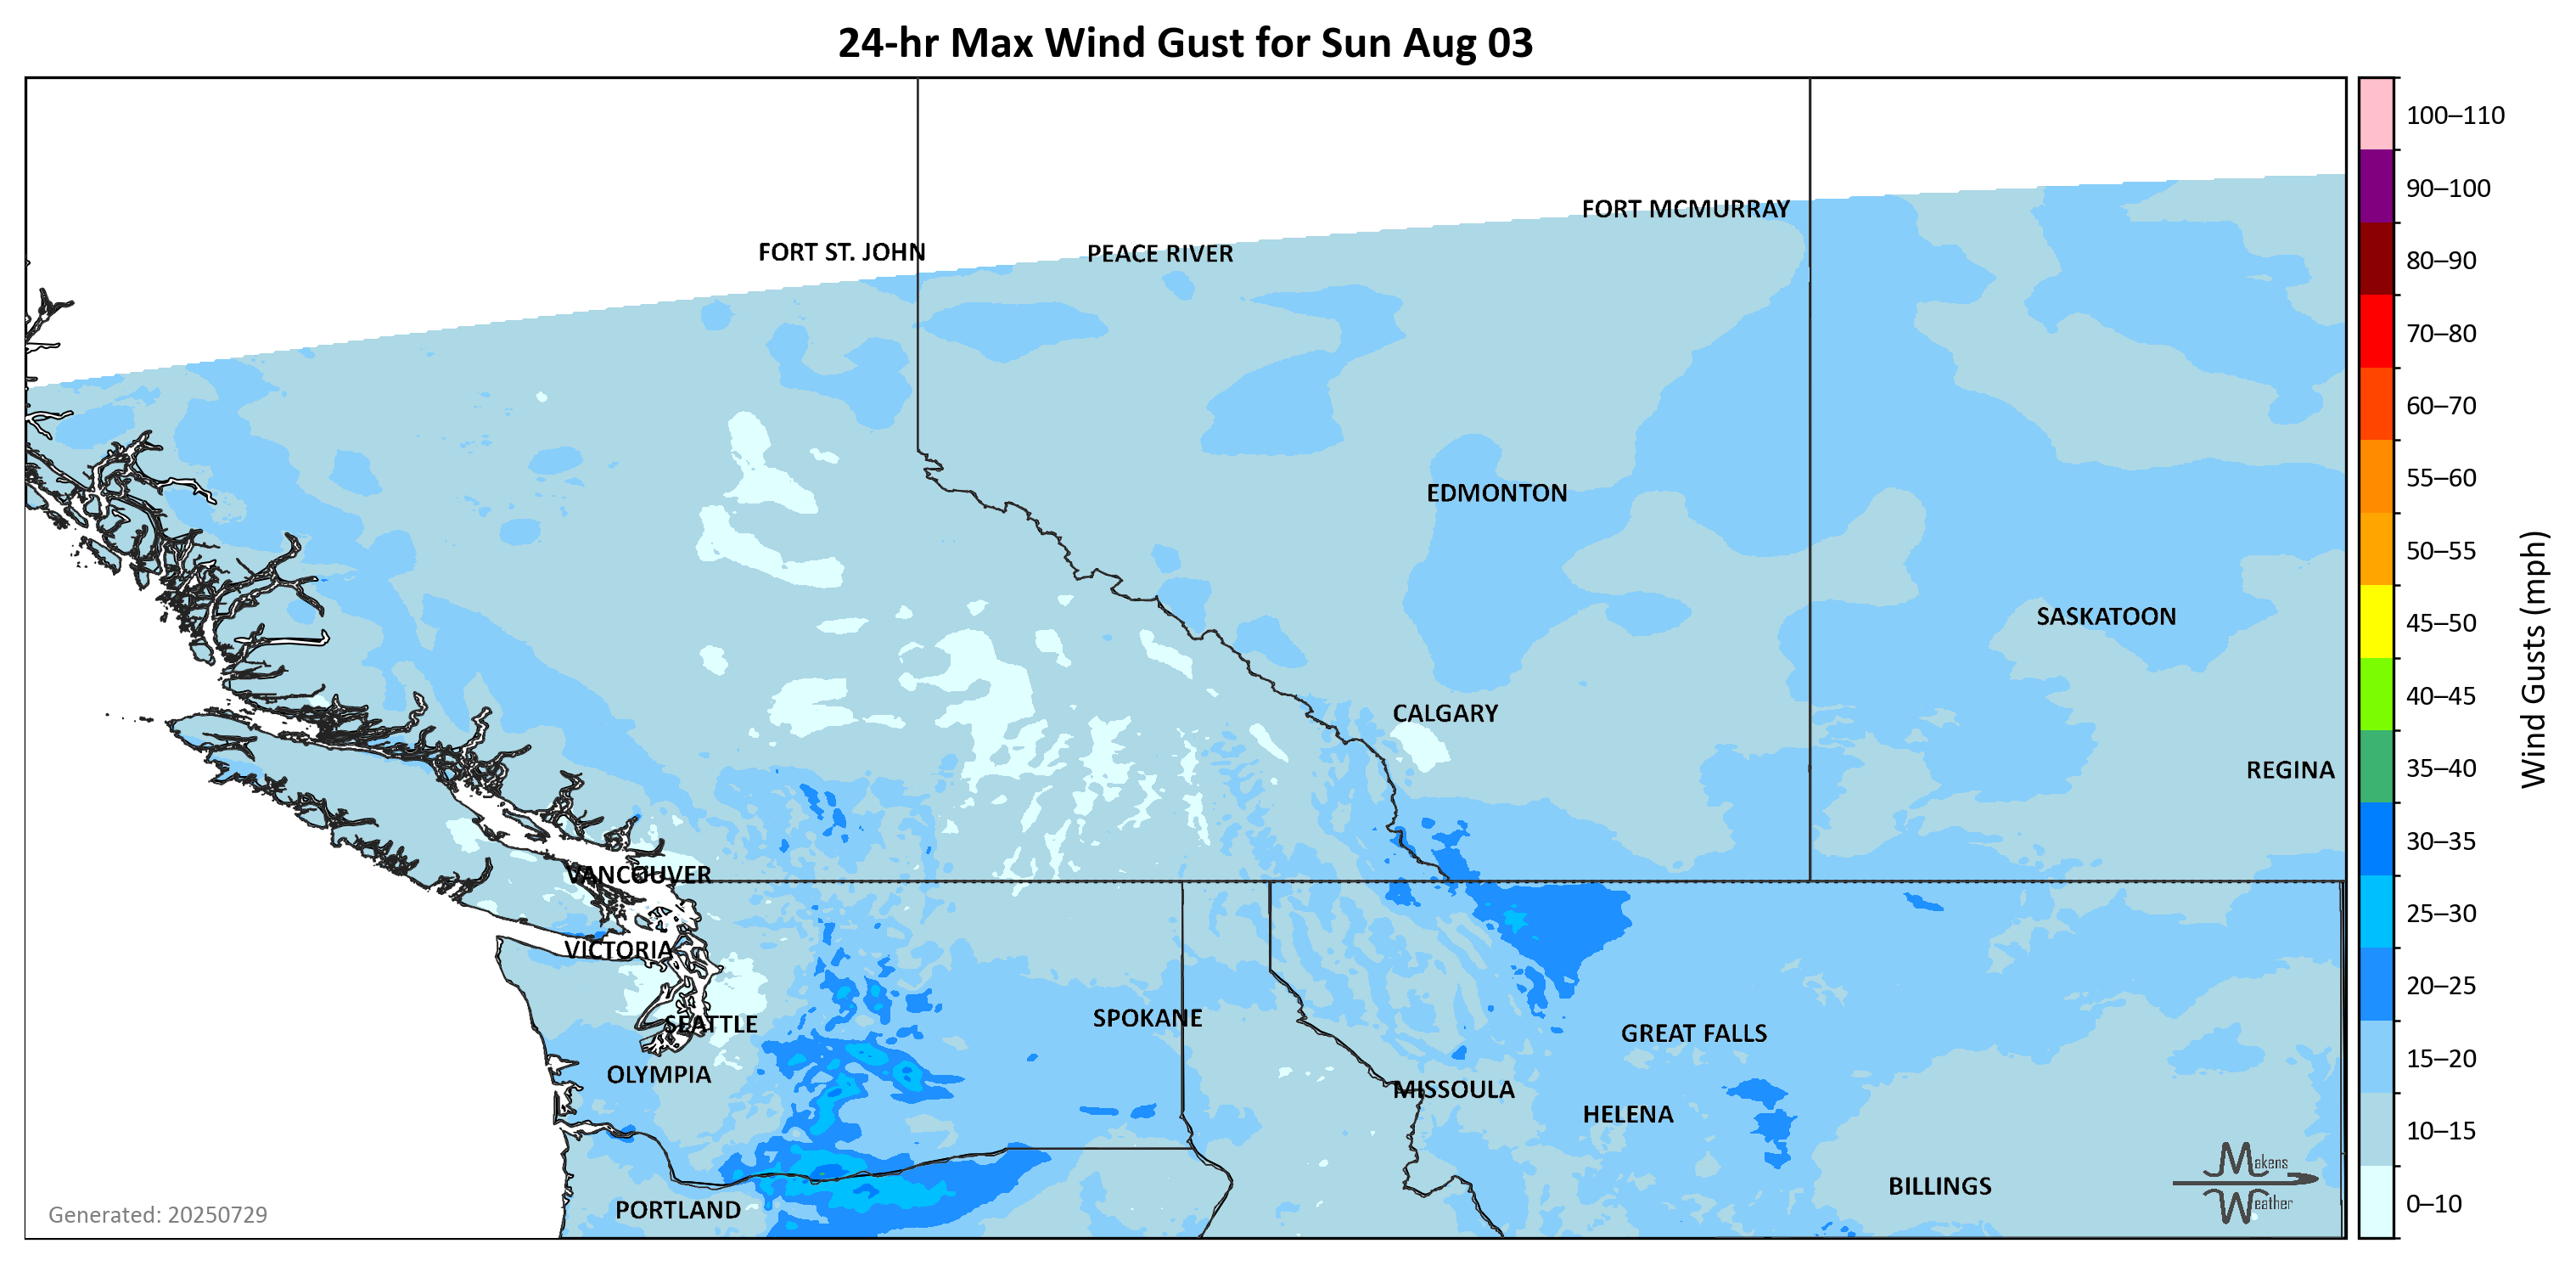 24-hr Max Wind Gust for Sun Aug 03
100–110
90–100
80–90
70–80
60–70
55–60
50–55
45–50
40–45
35–40
30–35
25–30
20–25
15–20
10–15
0–10
Wind Gusts (mph)
FORT MCMURRAY
FORT ST. JOHN
PEACE RIVER
EDMONTON
SASKATOON
CALGARY
REGINA
VANCOUVER
VICTORIA
SEATTLE
SPOKANE
GREAT FALLS
OLYMPIA
MISSOULA
HELENA
BILLINGS
PORTLAND
Makens
Weather
Generated: 20250729